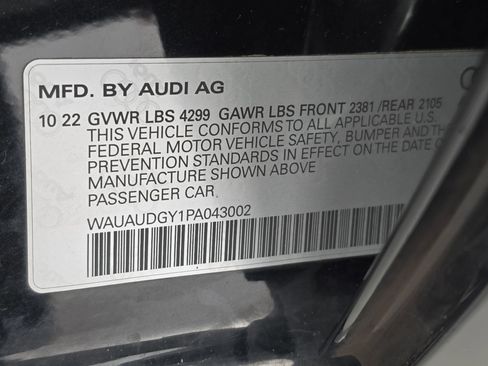 MFD. BY AUDI AG
10 22 GVWR LBS 4299 GAWR LBS FRONT 2381 /REAR 2105
THIS VEHICLE CONFORMS TO ALL APPLICABLE U.S.
FEDERAL MOTOR VEHICLE SAFETY, BUMPER AND THE
PREVENTION STANDARDS IN EFFECT ON THE DATE O
MANUFACTURE SHOWN ABOVE
PASSENGER CAR.
WAUAUDGY1PA043002